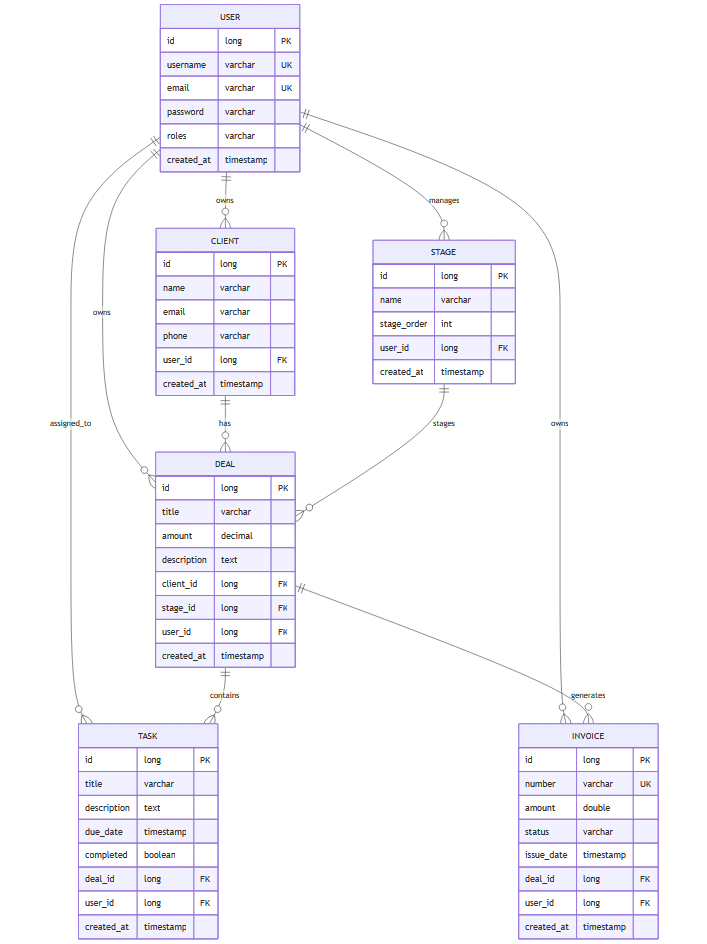 USER
id long PK
username varchar UK
email varchar UK
password varchar
roles varchar
created_at timestamp
owns
manages
CLIENT
id long PK
name varchar
email varchar
phone varchar
user_id long FK
created_at timestamp
STAGE
id long PK
name varchar
stage_order int
user_id long FK
created_at timestamp
owns
assigned_to
has
stages
owns
DEAL
id long PK
title varchar
amount decimal
description text
client_id long FK
stage_id long FK
user_id long FK
created_at timestamp
contains
generates
TASK
id long PK
title varchar
description text
due_date timestamp
completed boolean
deal_id long FK
user_id long FK
created_at timestamp
INVOICE
id long PK
number varchar UK
amount double
status varchar
issue_date timestamp
deal_id long FK
user_id long FK
created_at timestamp